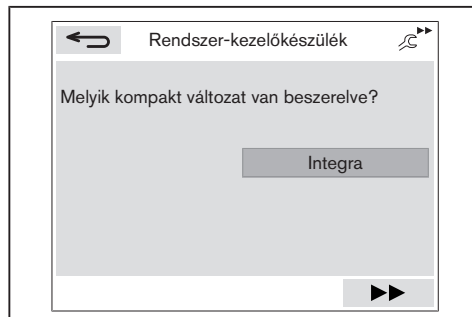 Rendszer-kezelőkészülék
Melyik kompakt változat van beszerelve?
Integra